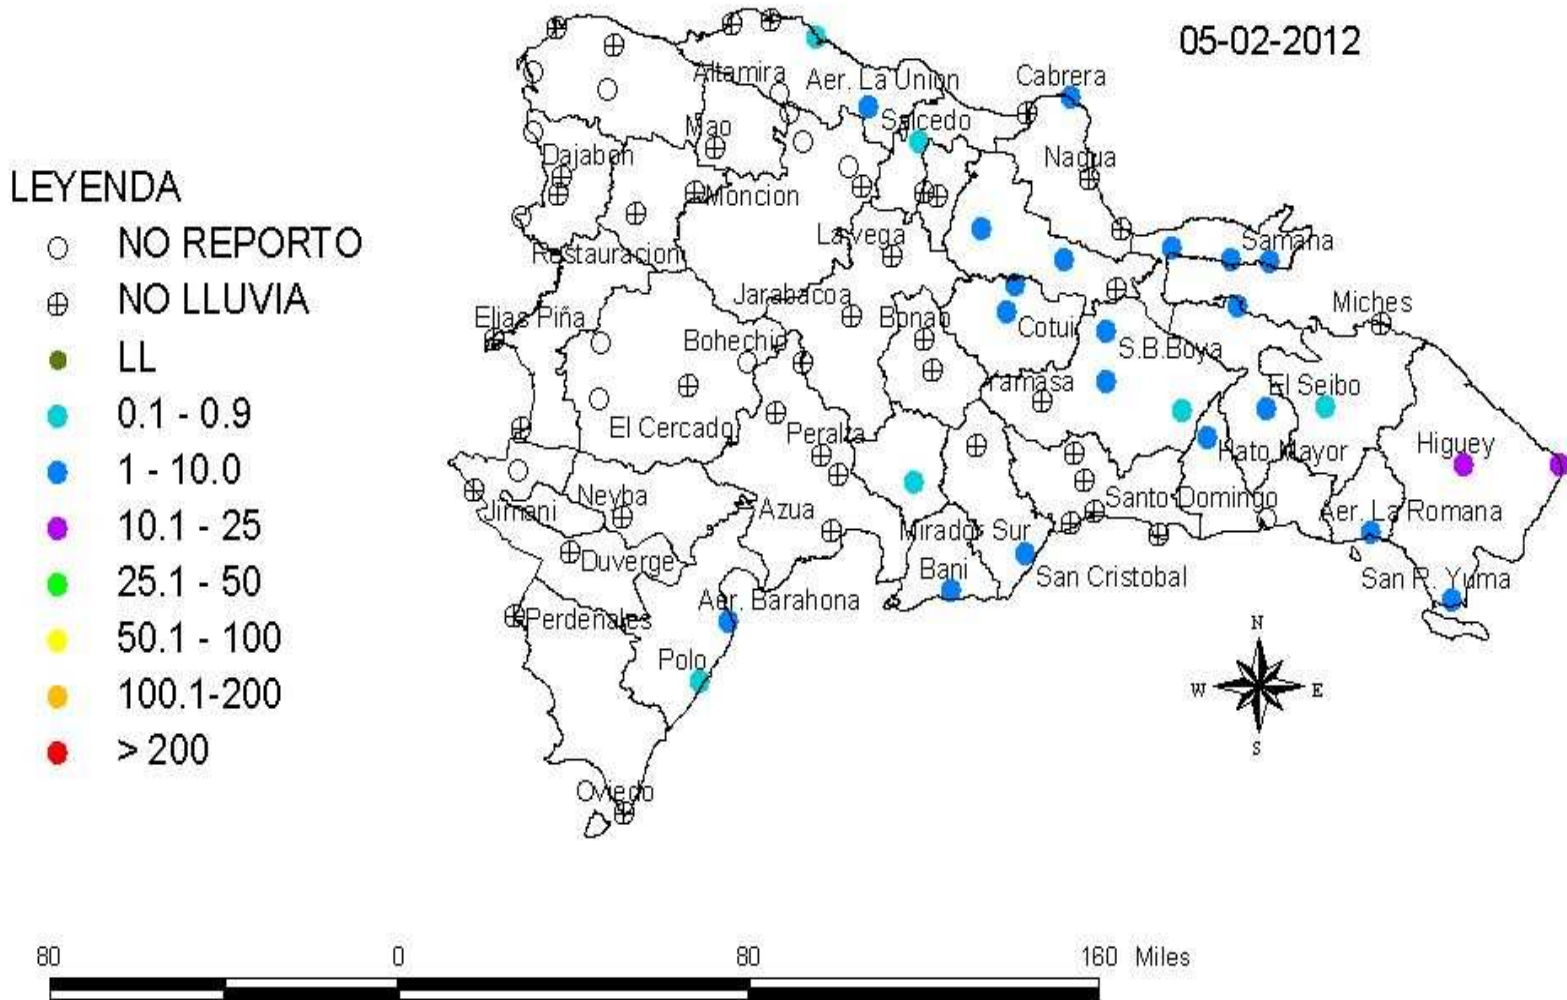 05-02-2012
LEYENDA
NO REPORTO
NO LLUVIA
LL
0.1 - 0.9
1 - 10.0
10.1 - 25
25.1 - 50
50.1 - 100
100.1-200
> 200
Altamira
Aer. La Union
Cabrera
Salcedo
Mao
Dajabon
Nagua
Moncion
La vega
Restauracion
Samana
Jarabacoa
Elias Piña
Bohechio
Bonao
Cotui
Miches
S.B.Boya
Yamasa
El Seibo
El Cercado
Peralta
Hato Mayor
Higuey
Jimani
Neyba
Azua
Santo Domingo
Mirador Sur
Aer. La Romana
Duverge
Bani
San Cristobal
San R. Yuma
Perdeñales
Aer. Barahona
Polo
Oviedo
N
W
E
S
80 0 80 160 Miles